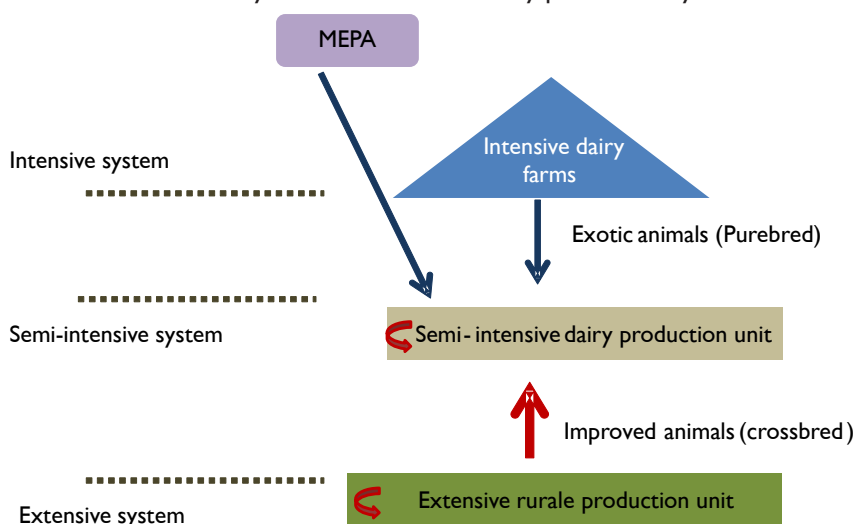 MEPA
Intensive system
Intensive dairy
farms
Exotic animals (Purebred)
Semi-intensive system
Semi- intensive dairy production unit
Improved animals (crossbred)
Extensive rurale production unit
Extensive system